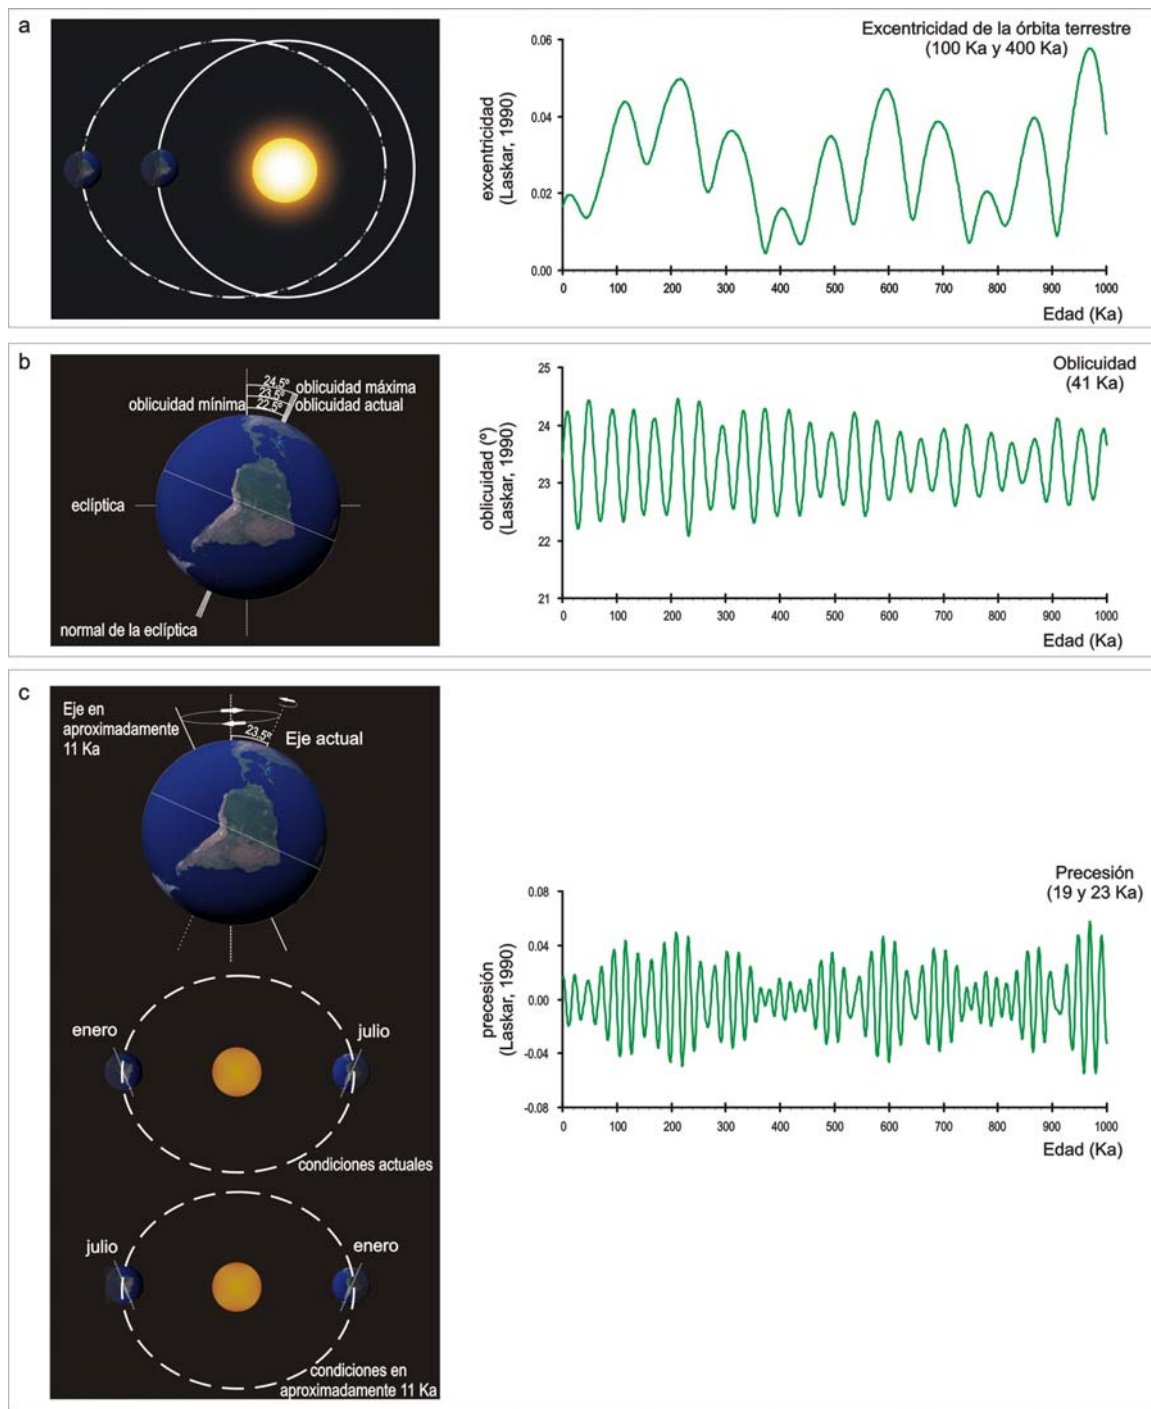 a
Excentricidad de la órbita terrestre
(100 Ka y 400 Ka)
excentricidad
(Laskar, 1990)
0.06
0.04
0.02
0.00
0 100 200 300 400 500 600 700 800 900 1000
Edad (Ka)
b
24.5º oblicuidad máxima
23.5º oblicuidad actual
oblicuidad mínima 22.5º
eclíptica
normal de la eclíptica
Oblicuidad
(41 Ka)
oblicuidad (º)
(Laskar, 1990)
25
24
23
22
21
0 100 200 300 400 500 600 700 800 900 1000
Edad (Ka)
c
Eje en
aproximadamente
11 Ka
23.5º
Eje actual
enero
julio
condiciones actuales
julio
enero
condiciones en
aproximadamente 11 Ka
Precesión
(19 y 23 Ka)
precesión
(Laskar, 1990)
0.08
0.04
0.00
-0.04
-0.08
0 100 200 300 400 500 600 700 800 900 1000
Edad (Ka)